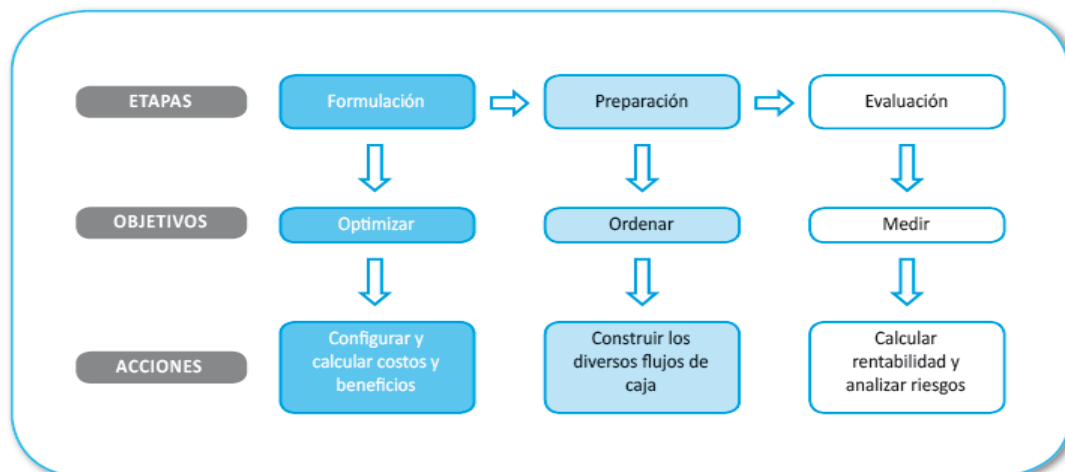 ETAPAS
Formulación
Preparación
Evaluación
OBJETIVOS
Optimizar
Ordenar
Medir
ACCIONES
Configurar y
calcular costos y
beneficios
Construir los
diversos flujos de
caja
Calcular
rentabilidad y
analizar riesgos